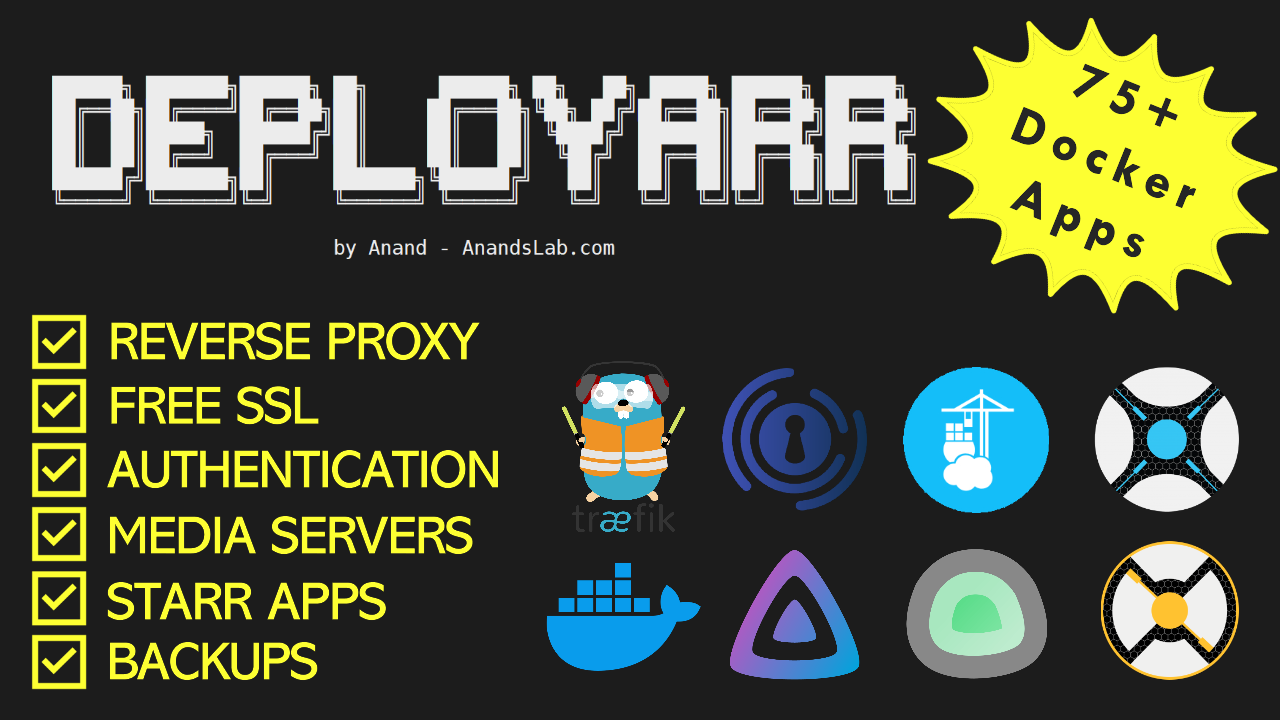 DEPLOYARR
by Anand - AnandsLab.com
75+
Docker
Apps
REVERSE PROXY
FREE SSL
AUTHENTICATION
MEDIA SERVERS
STARR APPS
BACKUPS
træfik